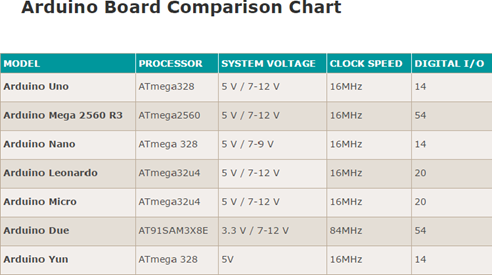 Arduino Board Comparison Chart
MODEL PROCESSOR SYSTEM VOLTAGE CLOCK SPEED DIGITAL I/O
Arduino Uno ATmega328 5 V / 7-12 V 16MHz 14
Arduino Mega 2560 R3 ATmega2560 5 V / 7-12 V 16MHz 54
Arduino Nano ATmega 328 5 V / 7-9 V 16MHz 14
Arduino Leonardo ATmega32u4 5 V / 7-12 V 16MHz 20
Arduino Micro ATmega32u4 5 V / 7-12 V 16MHz 20
Arduino Due AT91SAM3X8E 3.3 V / 7-12 V 84MHz 54
Arduino Yun ATmega 328 5V 16MHz 14